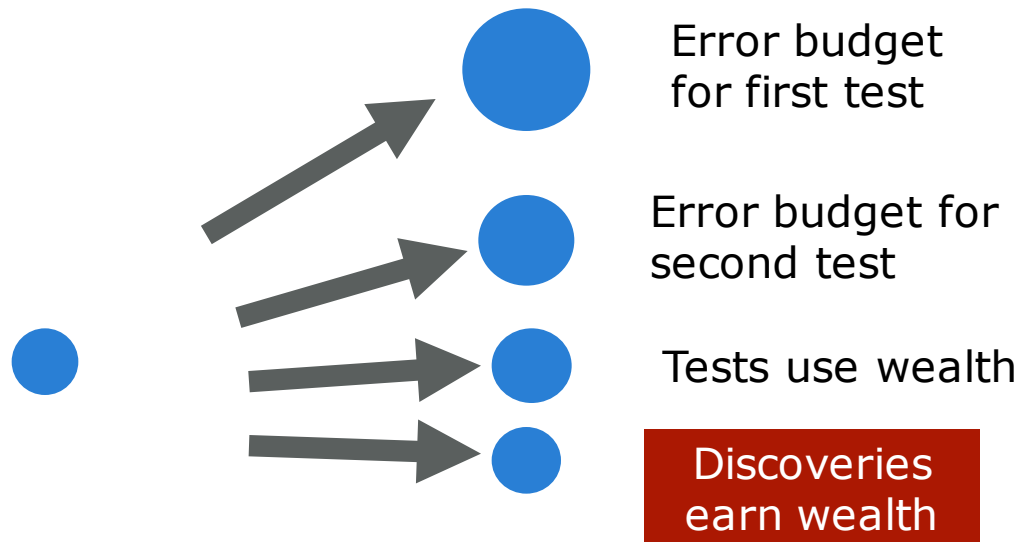 Error budget
for first test
Error budget for
second test
Tests use wealth
Discoveries
earn wealth